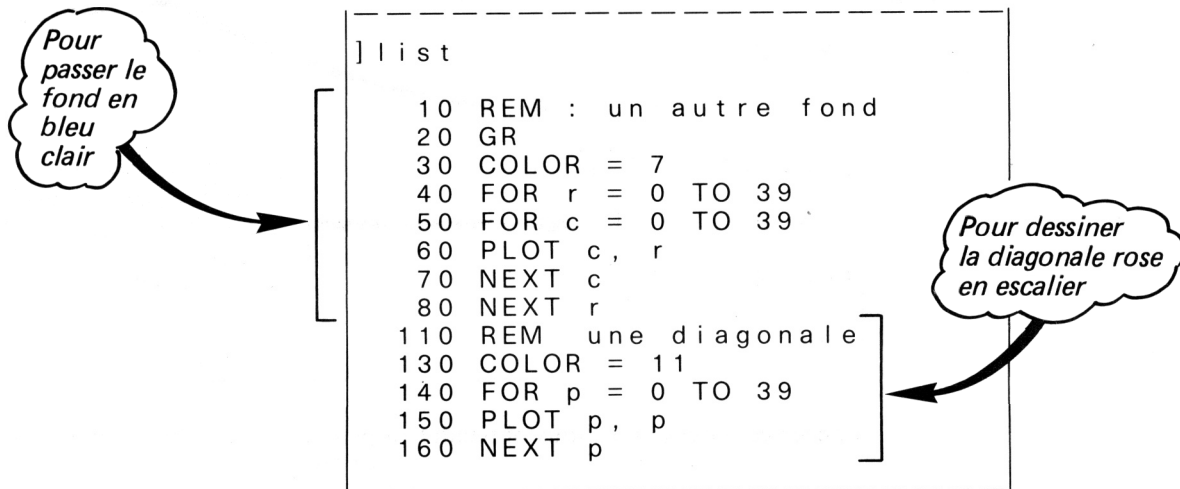 Pour
passer le
fond en
bleu
clair
]list
10 REM : un autre fond
20 GR
30 COLOR = 7
40 FOR r = 0 TO 39
50 FOR c = 0 TO 39
60 PLOT c, r
70 NEXT c
80 NEXT r
110 REM une diagonale
130 COLOR = 11
140 FOR p = 0 TO 39
150 PLOT p, p
160 NEXT p
Pour dessiner
la diagonale rose
en escalier